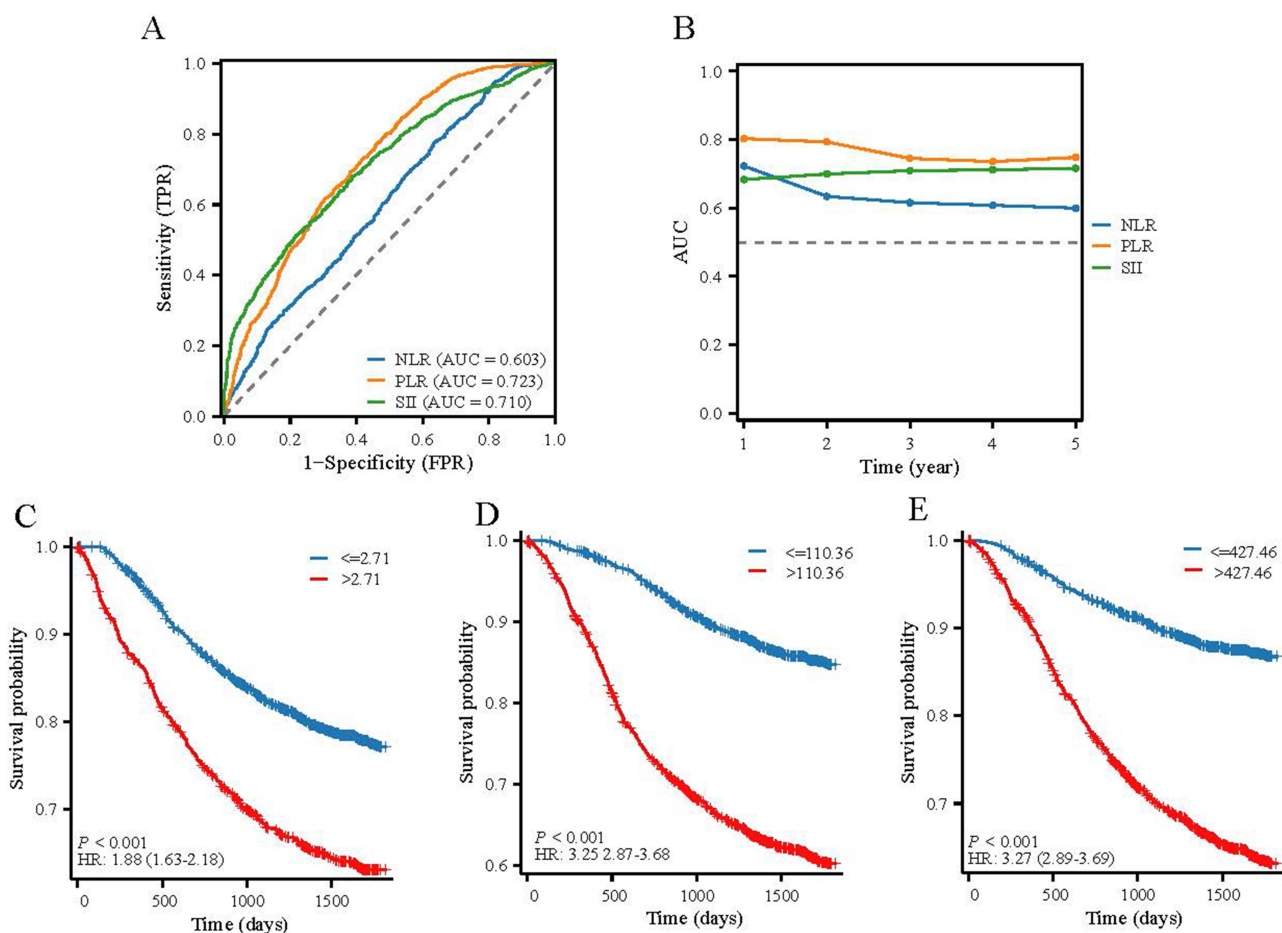 A
1.0
0.8
0.6
0.4
0.2
0.0
Sensitivity (TPR)
NLR (AUC = 0.603)
PLR (AUC = 0.723)
SII (AUC = 0.710)
0.0 0.2 0.4 0.6 0.8 1.0
1−Specificity (FPR)
B
1.0
0.8
0.6
0.4
0.2
0.0
AUC
1 2 3 4 5
Time (year)
NLR
PLR
SII
C
1.0
0.9
0.8
0.7
Survival probability
<=2.71
>2.71
P < 0.001
HR: 1.88 (1.63-2.18)
0 500 1000 1500
Time (days)
D
1.0
0.9
0.8
0.7
0.6
Survival probability
<=110.36
>110.36
P < 0.001
HR: 3.25 2.87-3.68
0 500 1000 1500
Time (days)
E
1.0
0.9
0.8
0.7
Survival probability
<=427.46
>427.46
P < 0.001
HR: 3.27 (2.89-3.69)
0 500 1000 1500
Time (days)